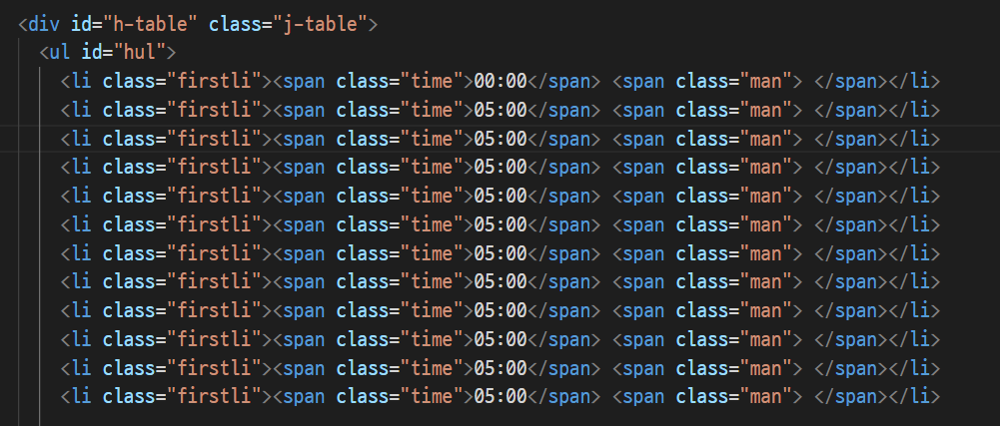 <div id="h-table" class="j-table">
<ul id="hul">
<li class="firstli"><span class="time">00:00</span> <span class="man"> </span></li>
<li class="firstli"><span class="time">05:00</span> <span class="man"> </span></li>
<li class="firstli"><span class="time">05:00</span> <span class="man"> </span></li>
<li class="firstli"><span class="time">05:00</span> <span class="man"> </span></li>
<li class="firstli"><span class="time">05:00</span> <span class="man"> </span></li>
<li class="firstli"><span class="time">05:00</span> <span class="man"> </span></li>
<li class="firstli"><span class="time">05:00</span> <span class="man"> </span></li>
<li class="firstli"><span class="time">05:00</span> <span class="man"> </span></li>
<li class="firstli"><span class="time">05:00</span> <span class="man"> </span></li>
<li class="firstli"><span class="time">05:00</span> <span class="man"> </span></li>
<li class="firstli"><span class="time">05:00</span> <span class="man"> </span></li>
<li class="firstli"><span class="time">05:00</span> <span class="man"> </span></li>